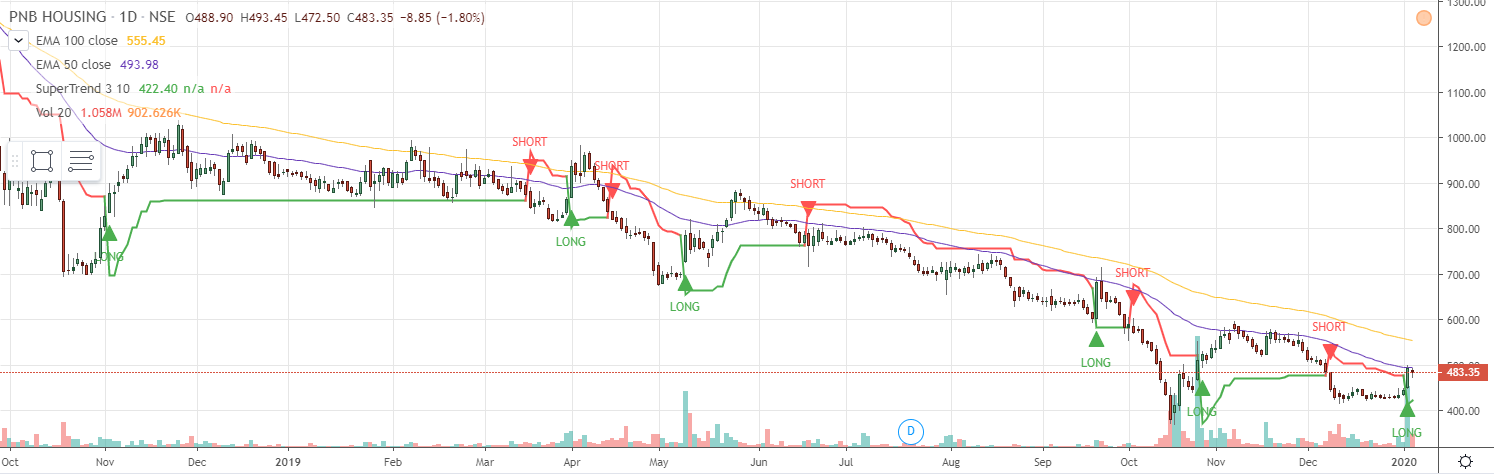 PNB HOUSING · 1D · NSE O488.90 H493.45 L472.50 C483.35 −8.85 (−1.80%)
EMA 100 close 555.45
EMA 50 close 493.98
SuperTrend 3 10 422.40 n/a n/a
Vol 20 1.058M 902.626K
1300.00
1200.00
1100.00
1000.00
900.00
800.00
700.00
600.00
500.00
483.35
400.00
SHORT
SHORT
SHORT
SHORT
SHORT
LONG
LONG
LONG
LONG
LONG
LONG
D
Oct Nov Dec 2019 Feb Mar Apr May Jun Jul Aug Sep Oct Nov Dec 2020